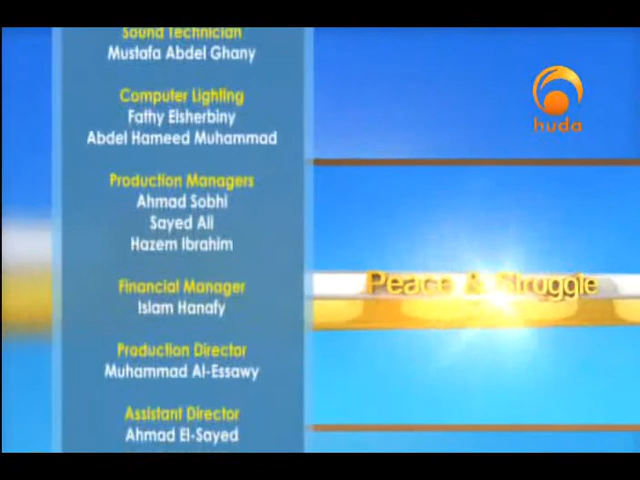 Sound Technician
Mustafa Abdel Ghany
Computer Lighting
Fathy Elsherbiny
Abdel Hameed Muhammad
Production Managers
Ahmad Sobhi
Sayed Ali
Hazem Ibrahim
Financial Manager
Islam Hanafy
Production Director
Muhammad Al-Essawy
Assistant Director
Ahmad El-Sayed
huda
Peace & Struggle